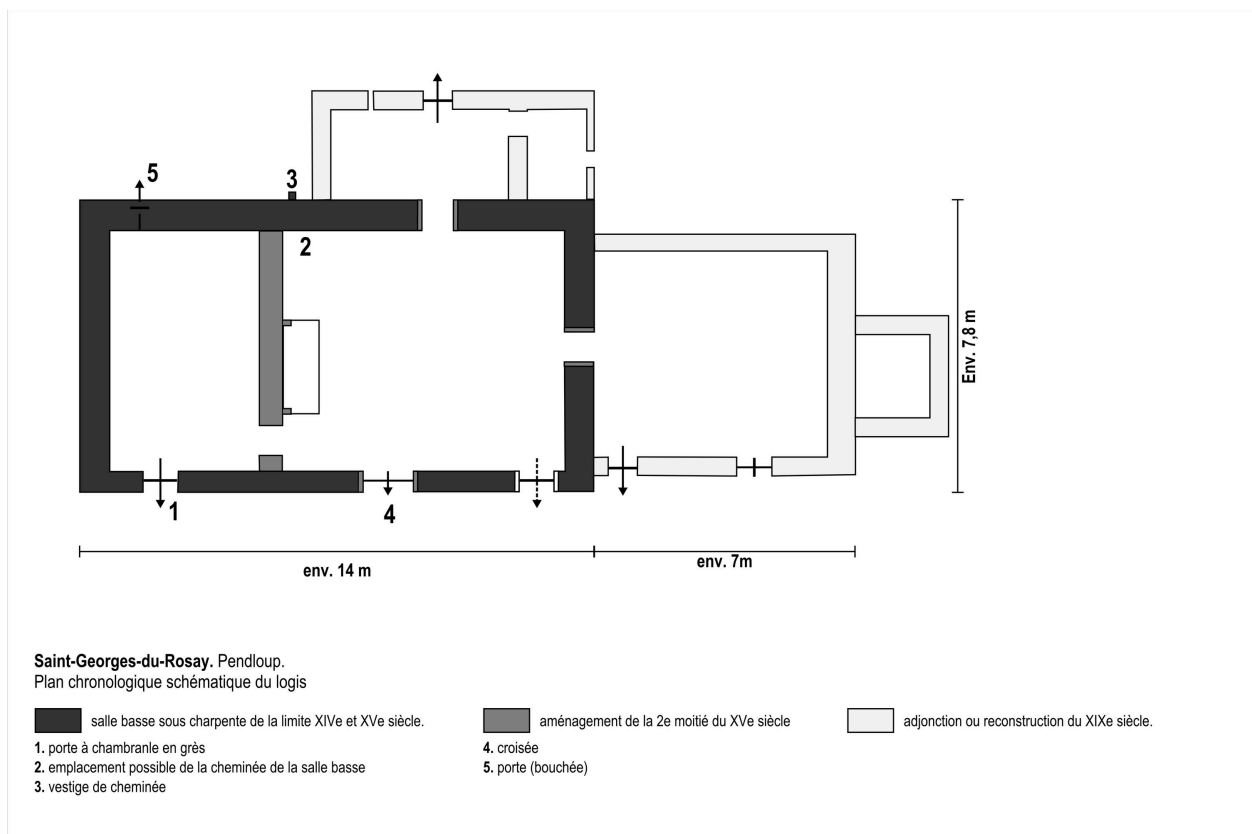 5
3
2
1
4
Env. 7,8 m
env. 14 m
env. 7m
Saint-Georges-du-Rosay. Pendloup.
Plan chronologique schématique du logis
salle basse sous charpente de la limite XIVe et XVe siècle.
1. porte à chambranle en grès
2. emplacement possible de la cheminée de la salle basse
3. vestige de cheminée
aménagement de la 2e moitié du XVe siècle
4. croisée
5. porte (bouchée)
adjonction ou reconstruction du XIXe siècle.